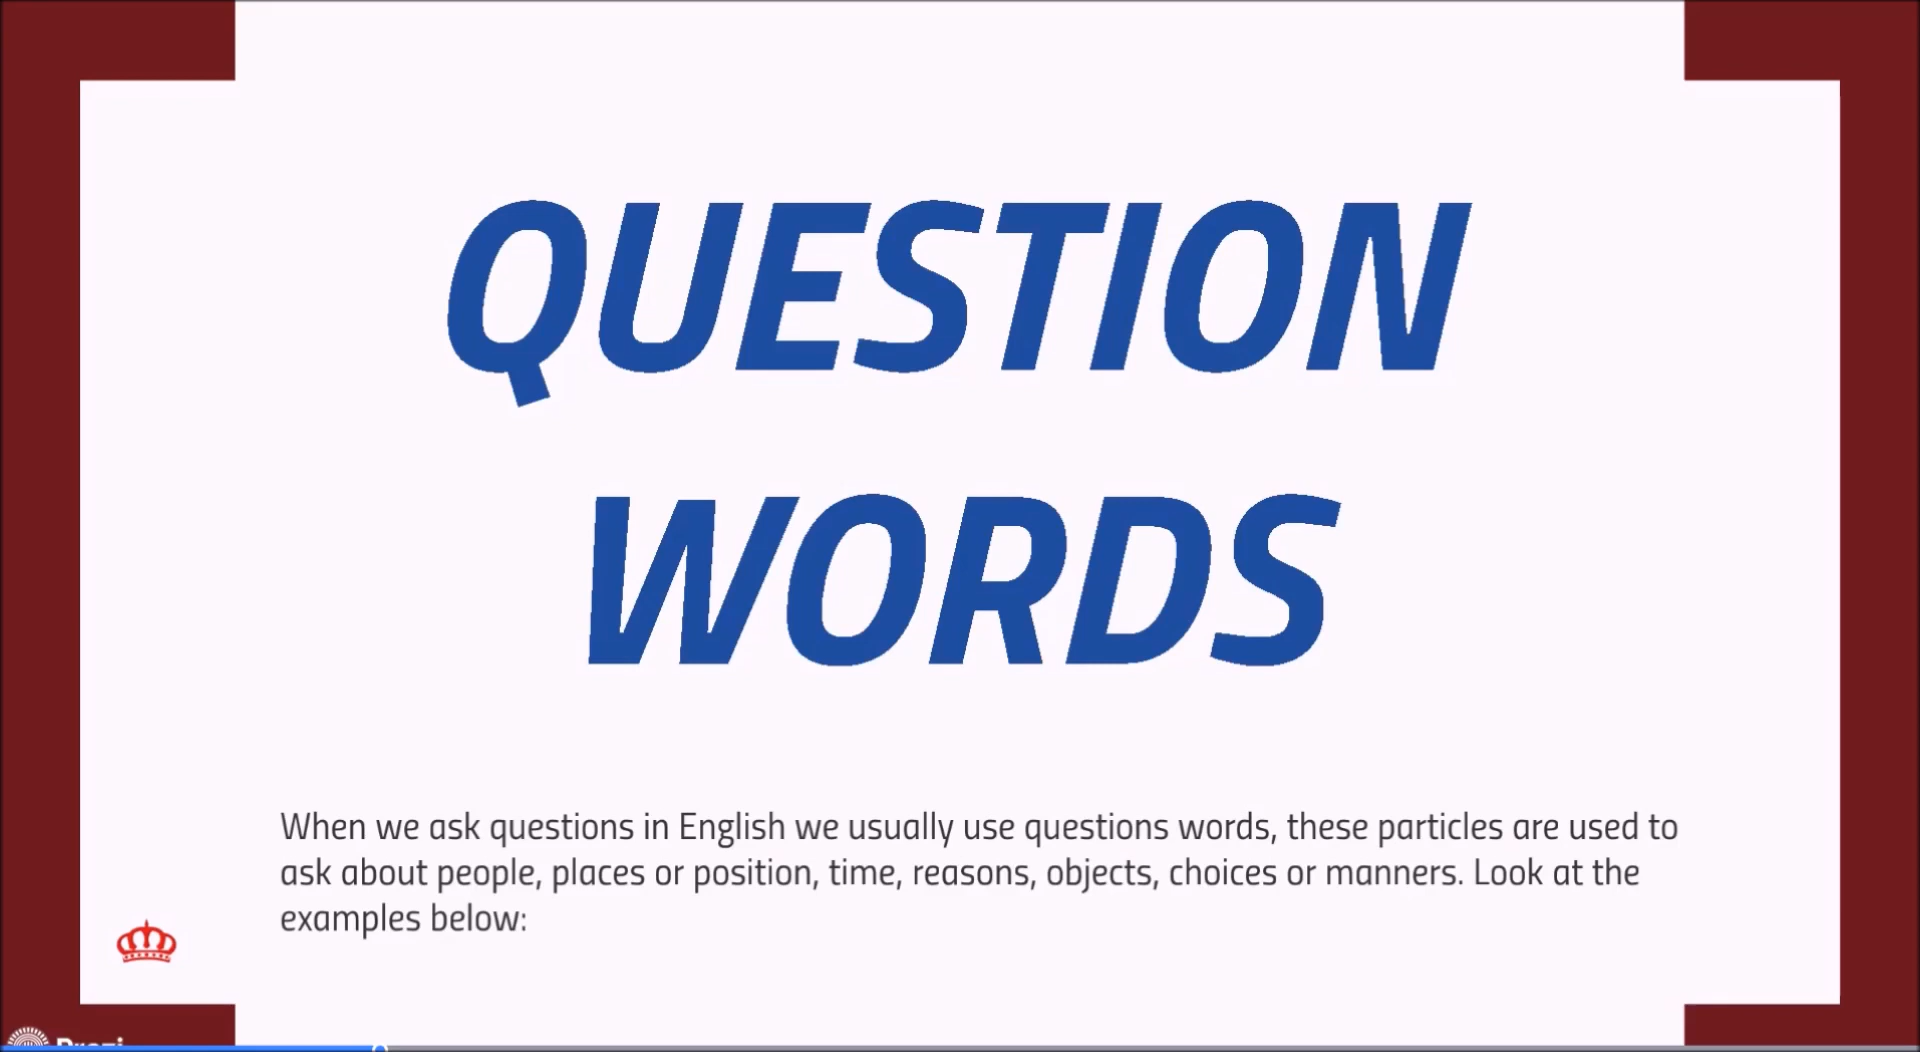 QUESTION
WORDS
When we ask questions in English we usually use questions words, these particles are used to
ask about people, places or position, time, reasons, objects, choices or manners. Look at the
examples below:
Prezi